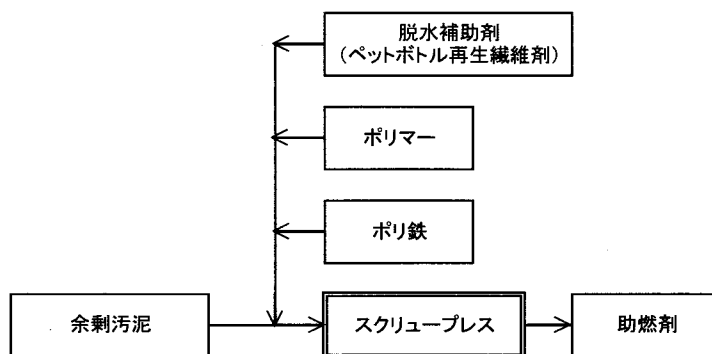 脱水補助剤
（ペットボトル再生繊維剤）
ポリマー
ポリ鉄
余剰汚泥
スクリュープレス
助燃剤